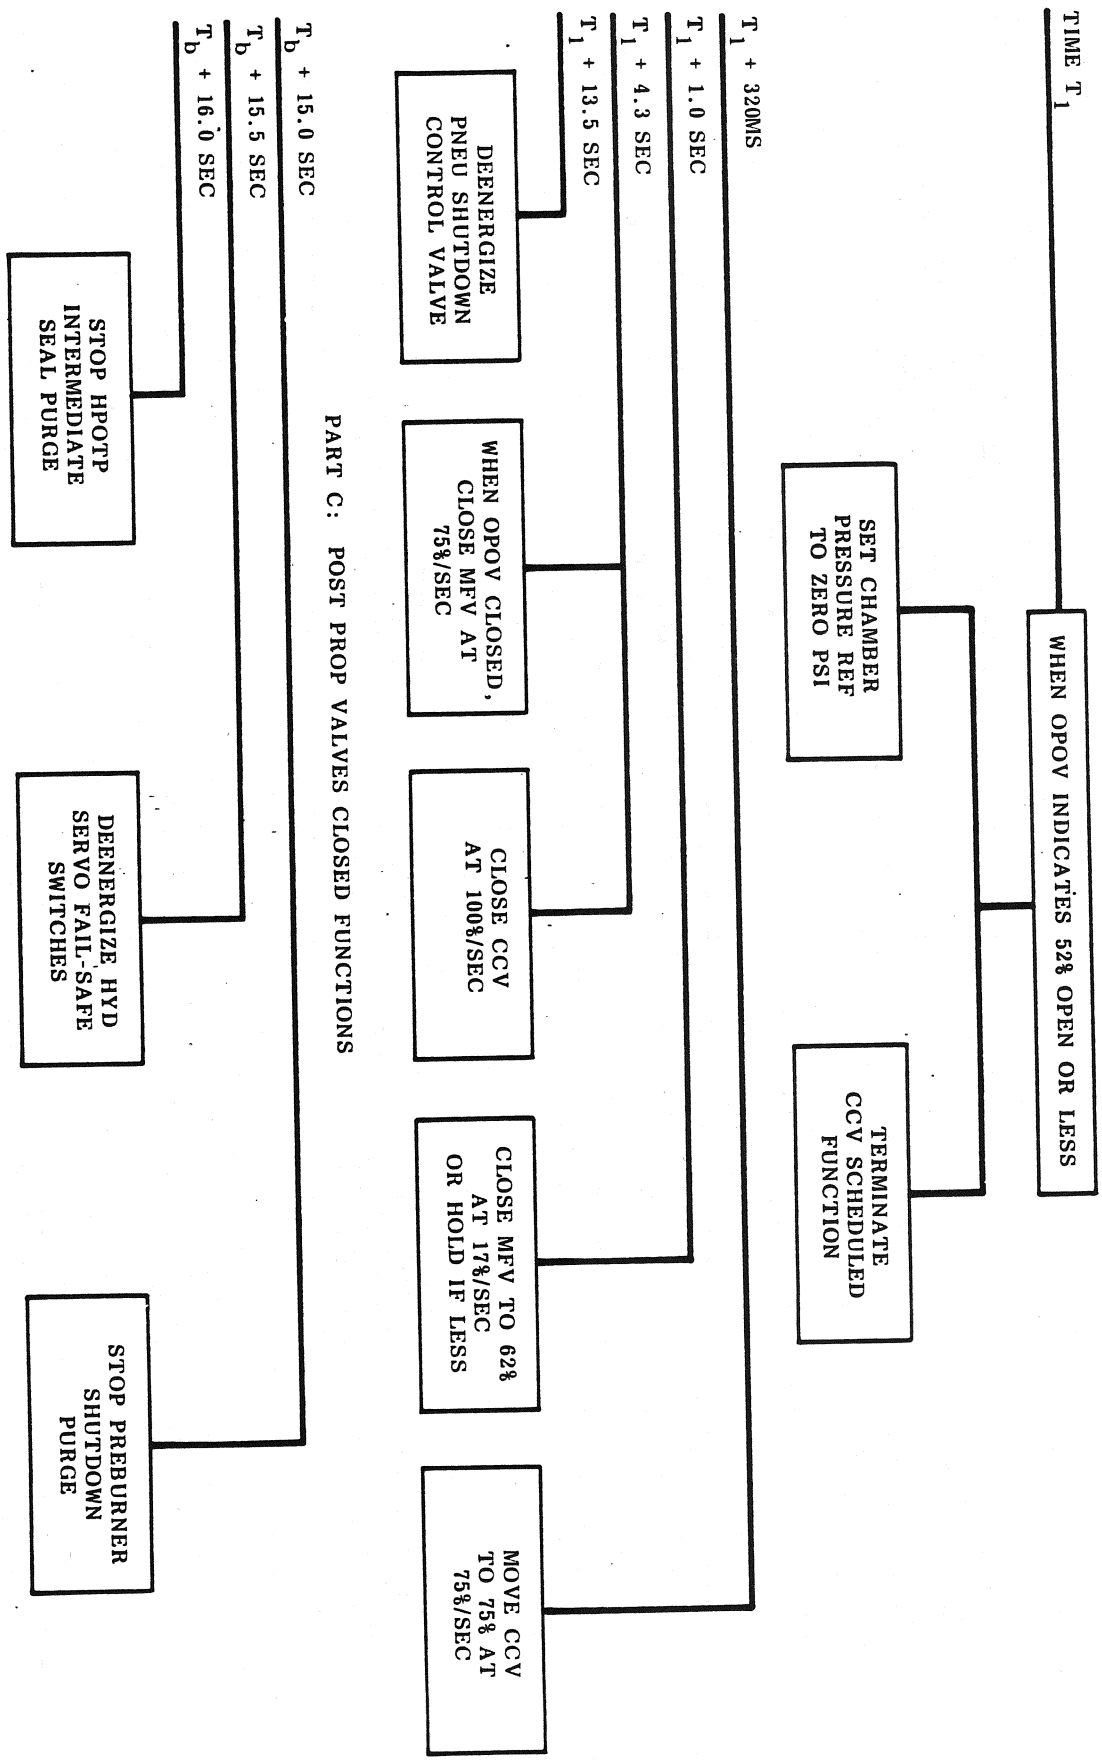 TIME T1
WHEN OPOV INDICATES 52% OPEN OR LESS
SET CHAMBER
PRESSURE REF
TO ZERO PSI
TERMINATE
CCV SCHEDULED
FUNCTION
T1 + 320MS
T1 + 1.0 SEC
T1 + 4.3 SEC
T1 + 13.5 SEC
DEENERGIZE
PNEU SHUTDOWN
CONTROL VALVE
WHEN OPOV CLOSED,
CLOSE MFV AT
75%/SEC
CLOSE CCV
AT 100%/SEC
CLOSE MFV TO 62%
AT 17%/SEC
OR HOLD IF LESS
MOVE CCV
TO 75% AT
75%/SEC
PART C: POST PROP VALVES CLOSED FUNCTIONS
Tb + 15.0 SEC
Tb + 15.5 SEC
Tb + 16.0 SEC
STOP HPOTP
INTERMEDIATE
SEAL PURGE
DEENERGIZE HYD
SERVO FAIL-SAFE
SWITCHES
STOP PREBURNER
SHUTDOWN
PURGE